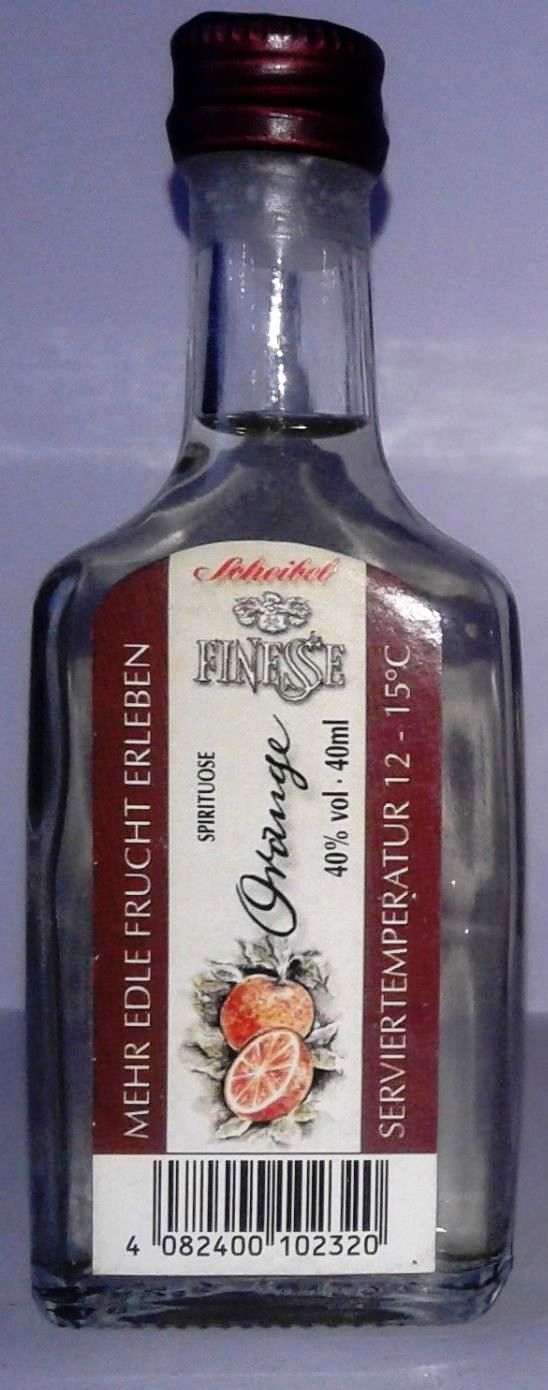 Scheibel
FINESSE
MEHR EDLE FRUCHT ERLEBEN
SPIRITUOSE
Orange
40% vol · 40ml
SERVIERTEMPERATUR 12 - 15°C
4 082400 102320